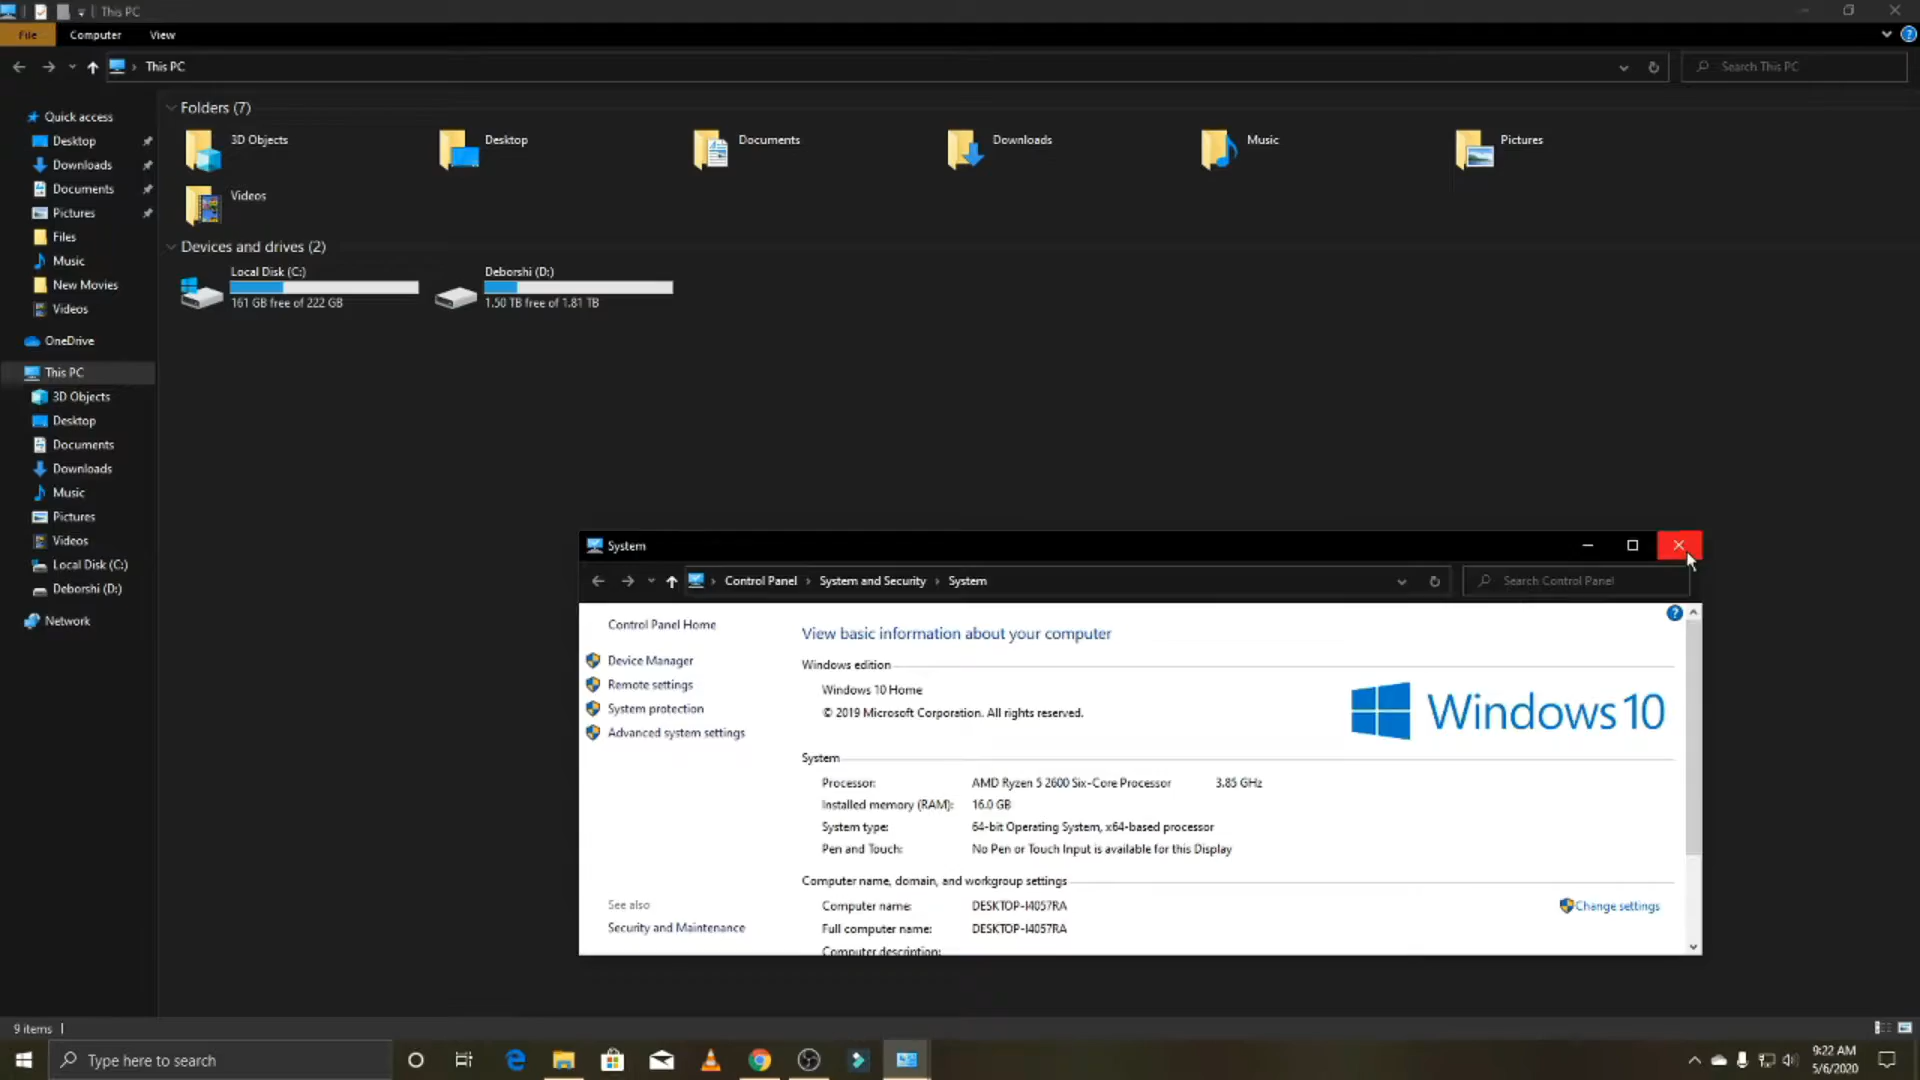 This PC
File Computer View
This PC
Search This PC
Quick access
Desktop
Downloads
Documents
Pictures
Files
Music
New Movies
Videos
OneDrive
This PC
3D Objects
Desktop
Documents
Downloads
Music
Pictures
Videos
Local Disk (C:)
Deborshi (D:)
Network
Folders (7)
3D Objects
Desktop
Documents
Downloads
Music
Pictures
Videos
Devices and drives (2)
Local Disk (C:)
161 GB free of 222 GB
Deborshi (D:)
1.50 TB free of 1.81 TB
System
Control Panel › System and Security › System
Search Control Panel
Control Panel Home
Device Manager
Remote settings
System protection
Advanced system settings
See also
Security and Maintenance
View basic information about your computer
Windows edition
Windows 10 Home
© 2019 Microsoft Corporation. All rights reserved.
Windows 10
System
Processor: AMD Ryzen 5 2600 Six-Core Processor 3.85 GHz
Installed memory (RAM): 16.0 GB
System type: 64-bit Operating System, x64-based processor
Pen and Touch: No Pen or Touch Input is available for this Display
Computer name, domain, and workgroup settings
Computer name: DESKTOP-I4057RA
Change settings
Full computer name: DESKTOP-I4057RA
Computer description:
9 items
Type here to search
9:22 AM
5/6/2020